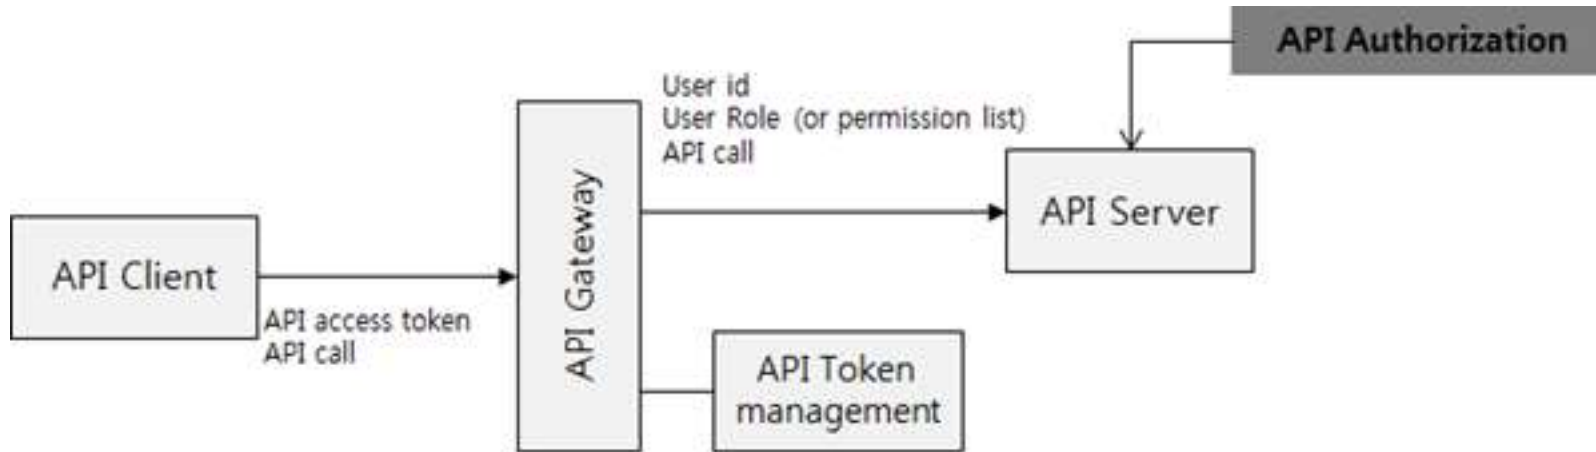 API Authorization
User id
User Role (or permission list)
API call
API Gateway
API Server
API Client
API access token
API call
API Token
management